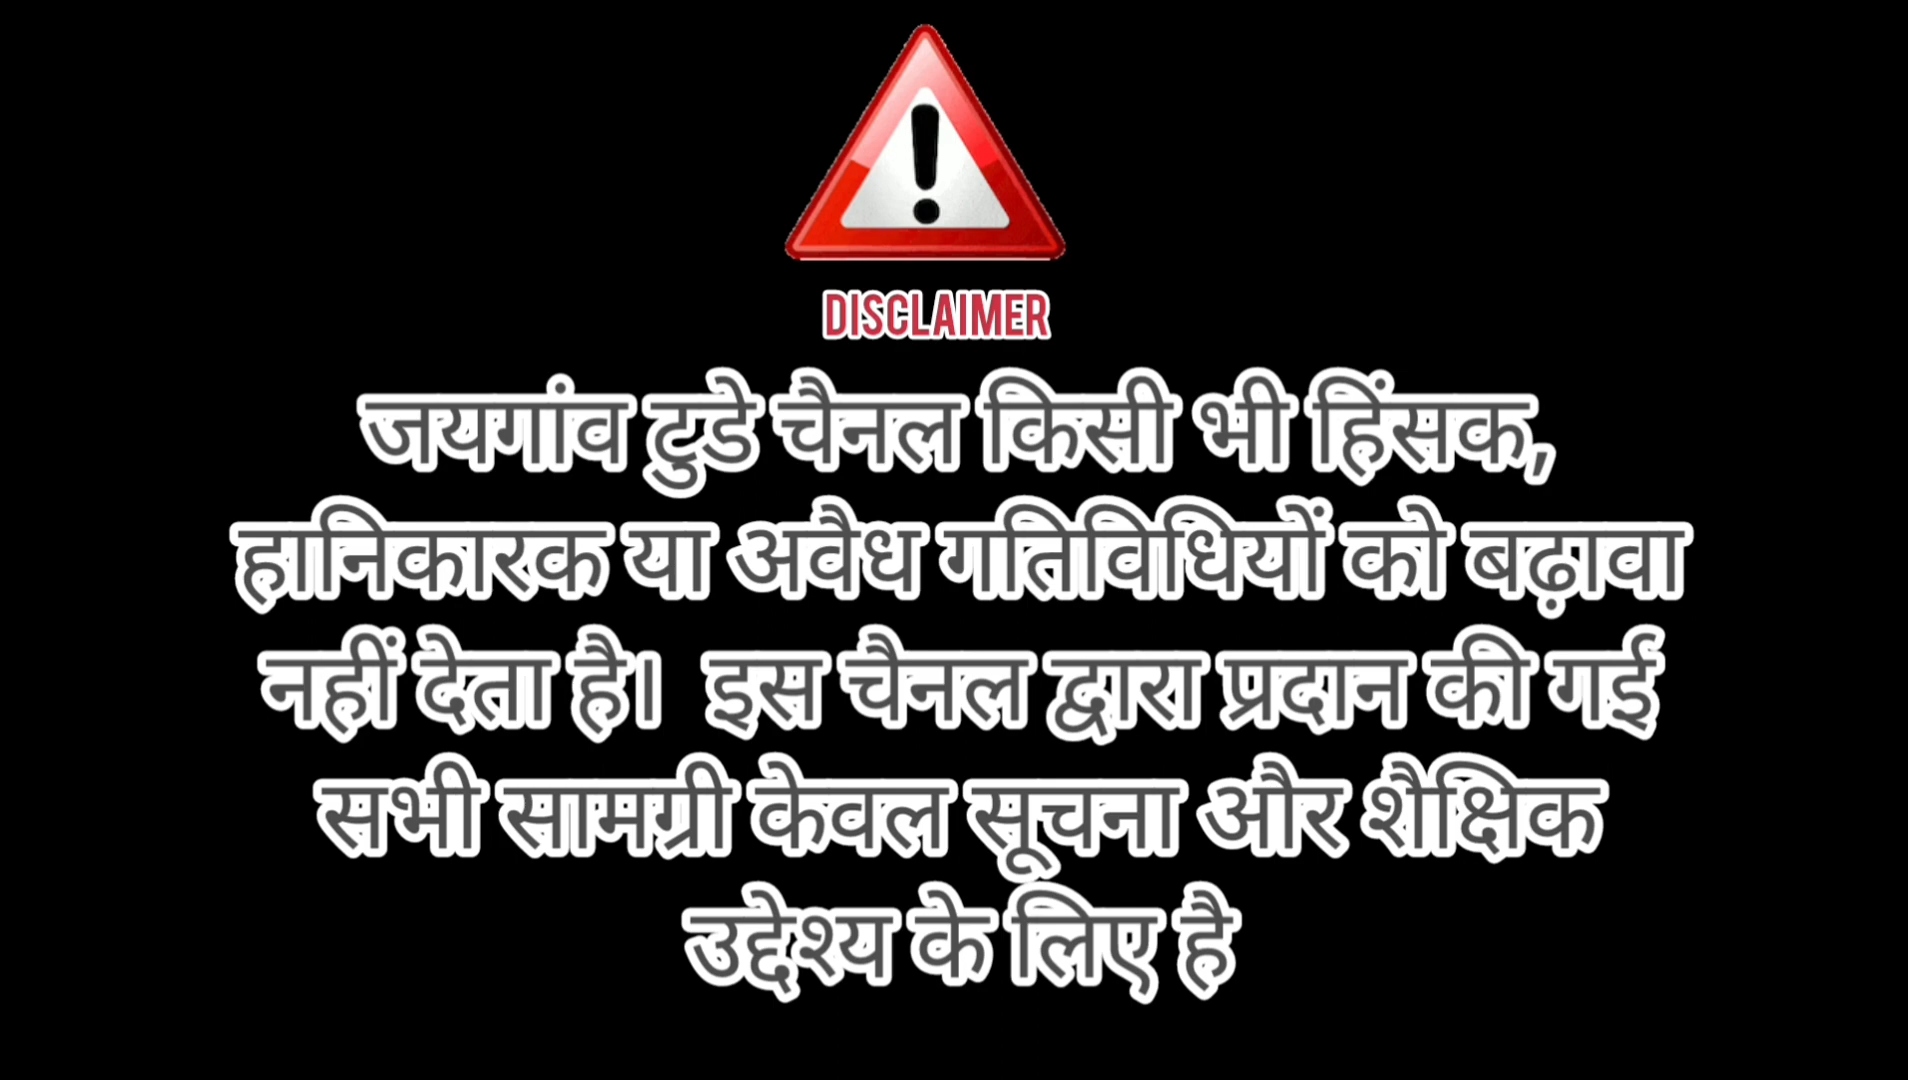 DISCLAIMER
जयगांव टुडे चैनल किसी भी हिंसक,
हानिकारक या अवैध गतिविधियों को बढ़ावा
नहीं देता है। इस चैनल द्वारा प्रदान की गई
सभी सामग्री केवल सूचना और शैक्षिक
उद्देश्य के लिए है